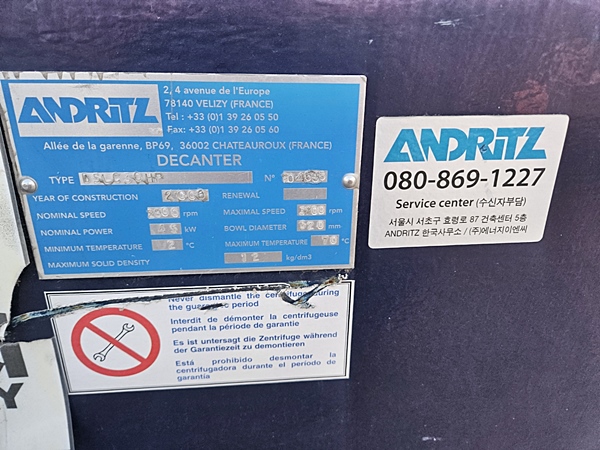 ANDRITZ
2, 4 avenue de l'Europe
78140 VELIZY (FRANCE)
Tel : +33 (0)1 39 26 05 50
Fax: +33 (0)1 39 26 05 60
Allée de la garenne, BP69, 36002 CHATEAUROUX (FRANCE)
DECANTER
TYPE N°
YEAR OF CONSTRUCTION RENEWAL
NOMINAL SPEED rpm MAXIMAL SPEED rpm
NOMINAL POWER kW BOWL DIAMETER mm
MINIMUM TEMPERATURE 2 °C MAXIMUM TEMPERATURE 70 °C
MAXIMUM SOLID DENSITY 12 kg/dm3
ANDRITZ
080-869-1227
Service center (수신자부담)
서울시 서초구 효령로 87 건축센터 5층
ANDRITZ 한국사무소 / (주)에너지이엔씨
Never dismantle the during
the period
Interdit de démonter la centrifugeuse
pendant la période de garantie
Es ist untersagt die Zentrifuge während
der Garantiezeit zu demontieren
Está prohibido desmontar la
centrifugadora durante el período de
garantia
Y